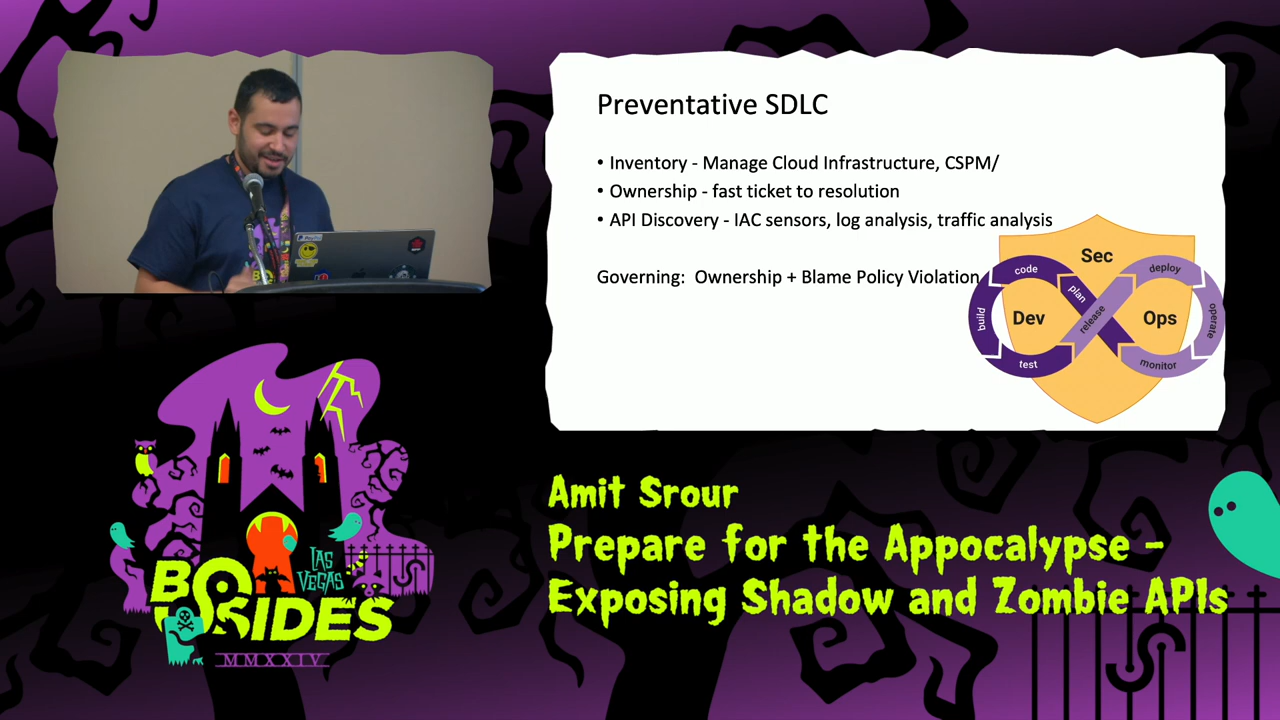 Preventative SDLC
• Inventory - Manage Cloud Infrastructure, CSPM/
• Ownership - fast ticket to resolution
• API Discovery - IAC sensors, log analysis, traffic analysis
Governing:  Ownership + Blame Policy Violation
Sec
code
plan
deploy
build
Dev
release
Ops
operate
test
monitor
Amit Srour
Prepare for the Appocalypse -
Exposing Shadow and Zombie APIs
LAS
VEGAS
BSIDES
MMXXIV